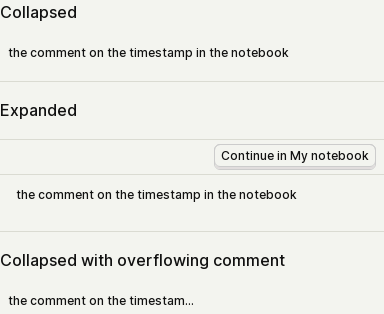 Collapsed
the comment on the timestamp in the notebook
Expanded
Continue in My notebook
the comment on the timestamp in the notebook
Collapsed with overflowing comment
the comment on the timestam...